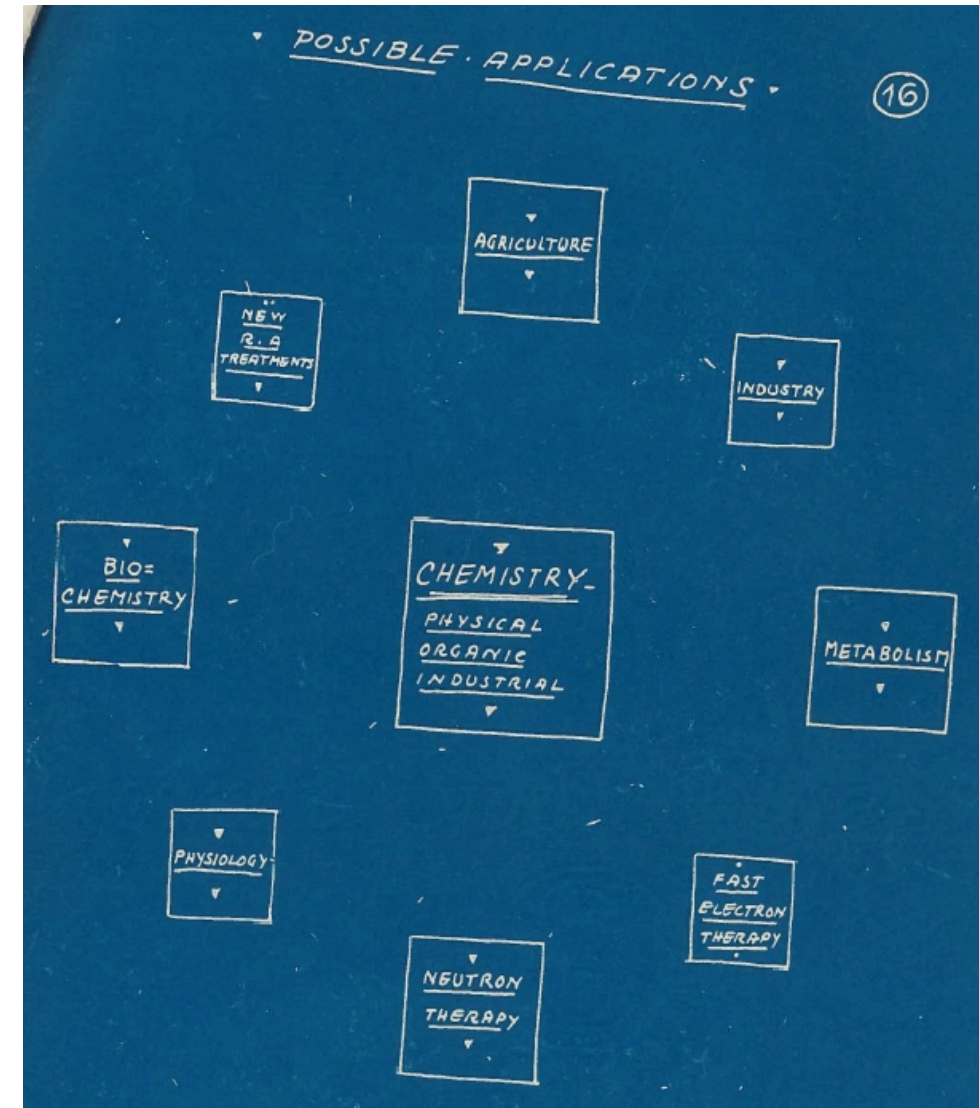 POSSIBLE . APPLICATIONS .
16
AGRICULTURE
NEW
R.A
TREATMENTS
INDUSTRY
BIO=
CHEMISTRY
CHEMISTRY-
PHYSICAL
ORGANIC
INDUSTRIAL
METABOLISM
PHYSIOLOGY-
FAST
ELECTRON
THERAPY
NEUTRON
THERAPY